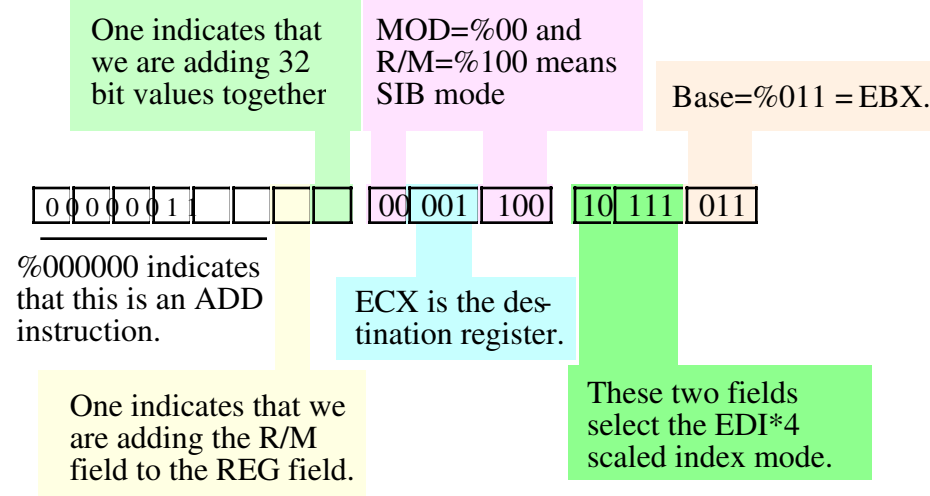 One indicates that
we are adding 32
bit values together
MOD=%00 and
R/M=%100 means
SIB mode
Base=%011 = EBX.
0 0 0 0 0 0 1 1
00 001 100
10 111 011
%000000 indicates
that this is an ADD
instruction.
ECX is the des-
tination register.
One indicates that we
are adding the R/M
field to the REG field.
These two fields
select the EDI*4
scaled index mode.